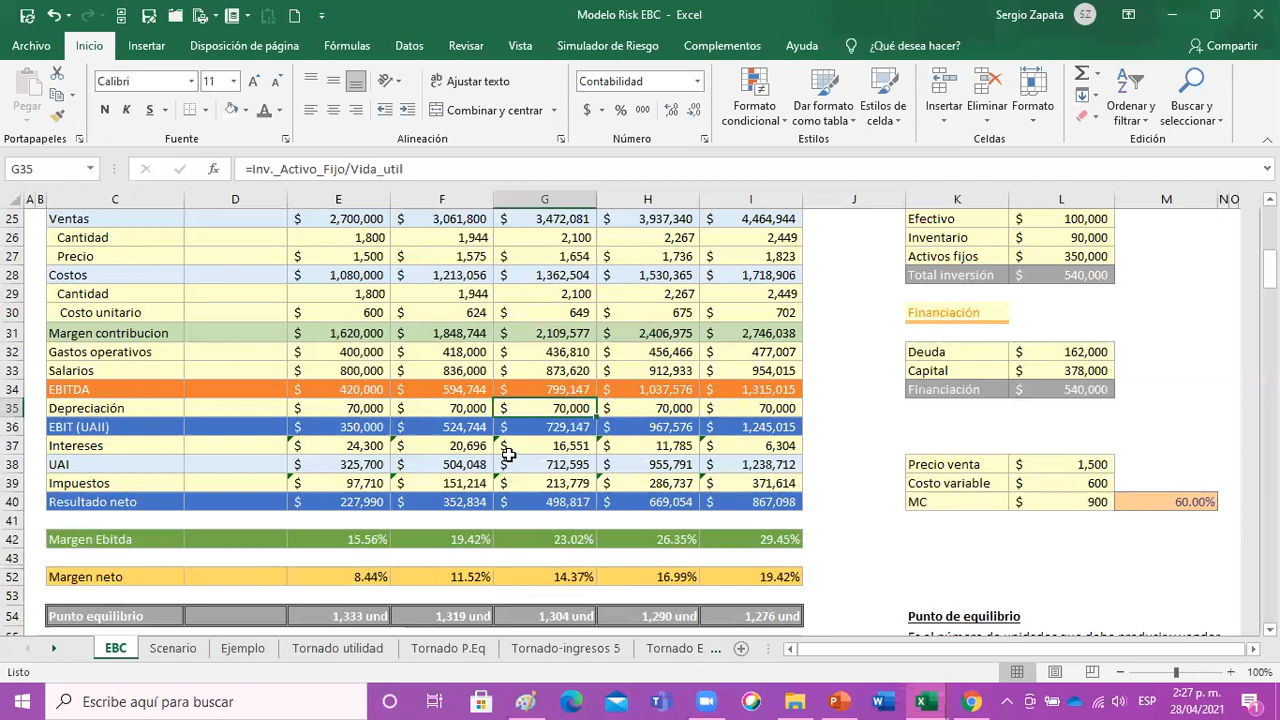 Modelo Risk EBC - Excel
Sergio Zapata SZ
Archivo Inicio Insertar Disposición de página Fórmulas Datos Revisar Vista Simulador de Riesgo Complementos Ayuda ¿Qué desea hacer? Compartir
Pegar
Calibri 11
N K S
Ajustar texto
Combinar y centrar
Contabilidad
$ % 000
Formato condicional
Dar formato como tabla
Estilos de celda
Insertar Eliminar Formato
Ordenar y filtrar
Buscar y seleccionar
Portapapeles Fuente Alineación Número Estilos Celdas Edición
G35 fx =Inv._Activo_Fijo/Vida_util
A B C D E F G H I J K L M N O
25 Ventas $ 2,700,000 $ 3,061,800 $ 3,472,081 $ 3,937,340 $ 4,464,944 Efectivo $ 100,000
26 Cantidad 1,800 1,944 2,100 2,267 2,449 Inventario $ 90,000
27 Precio $ 1,500 $ 1,575 $ 1,654 $ 1,736 $ 1,823 Activos fijos $ 350,000
28 Costos $ 1,080,000 $ 1,213,056 $ 1,362,504 $ 1,530,365 $ 1,718,906 Total inversión $ 540,000
29 Cantidad 1,800 1,944 2,100 2,267 2,449
30 Costo unitario $ 600 $ 624 $ 649 $ 675 $ 702 Financiación
31 Margen contribucion $ 1,620,000 $ 1,848,744 $ 2,109,577 $ 2,406,975 $ 2,746,038
32 Gastos operativos $ 400,000 $ 418,000 $ 436,810 $ 456,466 $ 477,007 Deuda $ 162,000
33 Salarios $ 800,000 $ 836,000 $ 873,620 $ 912,933 $ 954,015 Capital $ 378,000
34 EBITDA $ 420,000 $ 594,744 $ 799,147 $ 1,037,576 $ 1,315,015 Financiación $ 540,000
35 Depreciación $ 70,000 $ 70,000 $ 70,000 $ 70,000 $ 70,000
36 EBIT (UAII) $ 350,000 $ 524,744 $ 729,147 $ 967,576 $ 1,245,015
37 Intereses $ 24,300 $ 20,696 $ 16,551 $ 11,785 $ 6,304
38 UAI $ 325,700 $ 504,048 $ 712,595 $ 955,791 $ 1,238,712 Precio venta $ 1,500
39 Impuestos $ 97,710 $ 151,214 $ 213,779 $ 286,737 $ 371,614 Costo variable $ 600
40 Resultado neto $ 227,990 $ 352,834 $ 498,817 $ 669,054 $ 867,098 MC $ 900 60.00%
41
42 Margen Ebitda 15.56% 19.42% 23.02% 26.35% 29.45%
43
52 Margen neto 8.44% 11.52% 14.37% 16.99% 19.42%
53
54 Punto equilibrio 1,333 und 1,319 und 1,304 und 1,290 und 1,276 und Punto de equilibrio
EBC Scenario Ejemplo Tornado utilidad Tornado P.Eq Tornado-ingresos 5 Tornado E ...
Listo 100%
Escribe aquí para buscar ESP 2:27 p. m.
28/04/2021